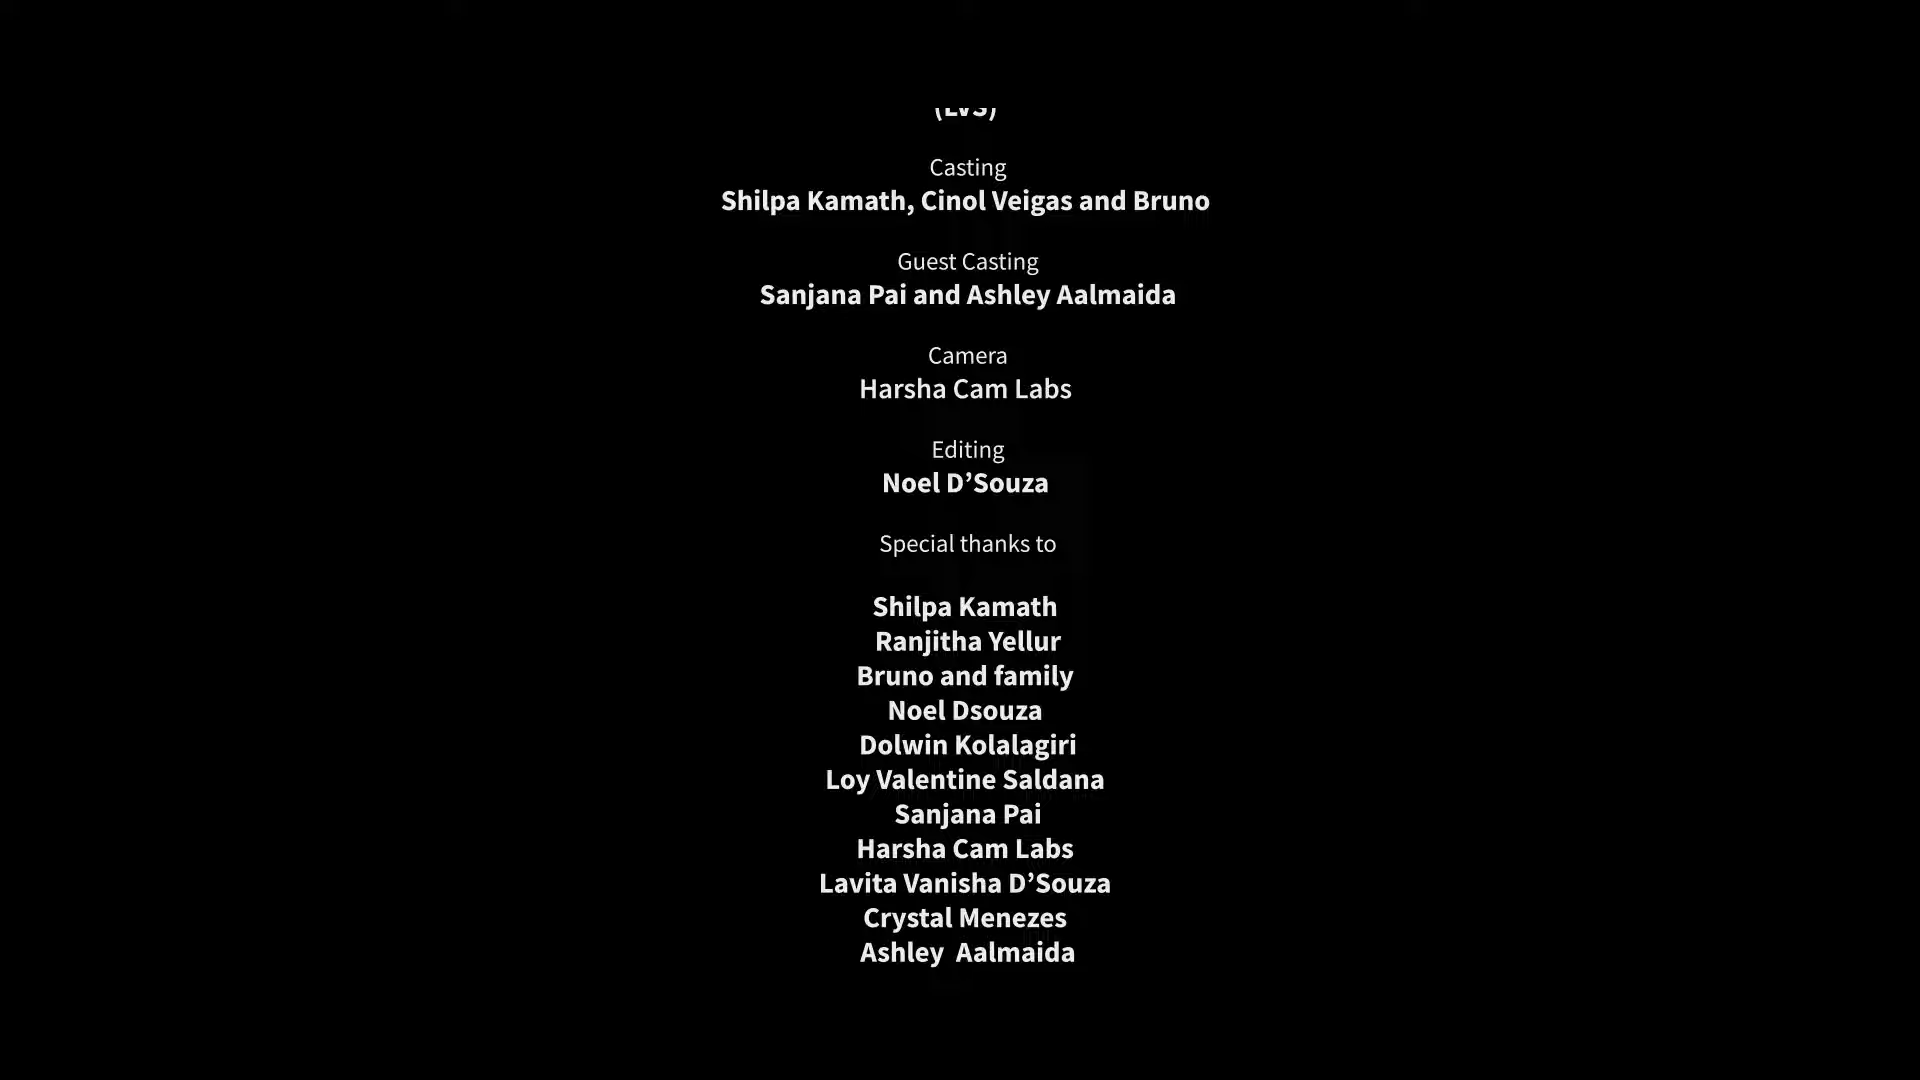 (LVS)
Casting
Shilpa Kamath, Cinol Veigas and Bruno
Guest Casting
Sanjana Pai and Ashley Aalmaida
Camera
Harsha Cam Labs
Editing
Noel D’Souza
Special thanks to
Shilpa Kamath
Ranjitha Yellur
Bruno and family
Noel Dsouza
Dolwin Kolalagiri
Loy Valentine Saldana
Sanjana Pai
Harsha Cam Labs
Lavita Vanisha D’Souza
Crystal Menezes
Ashley  Aalmaida